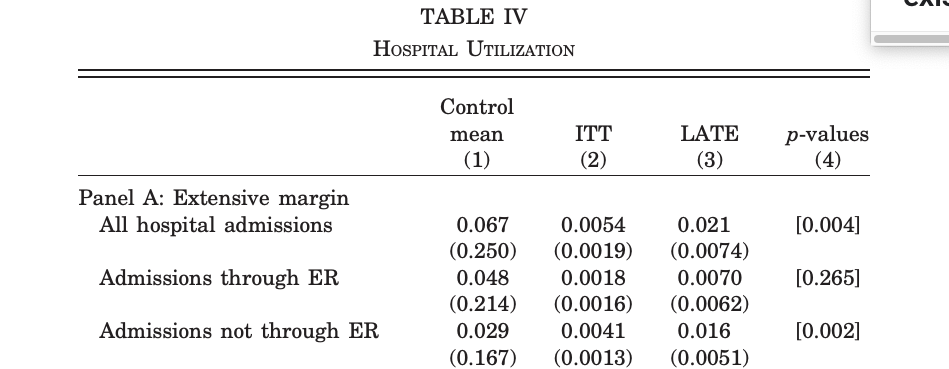 exis
TABLE IV
HOSPITAL UTILIZATION
Control
mean ITT LATE p-values
(1) (2) (3) (4)
Panel A: Extensive margin
All hospital admissions 0.067 0.0054 0.021 [0.004]
(0.250) (0.0019) (0.0074)
Admissions through ER 0.048 0.0018 0.0070 [0.265]
(0.214) (0.0016) (0.0062)
Admissions not through ER 0.029 0.0041 0.016 [0.002]
(0.167) (0.0013) (0.0051)